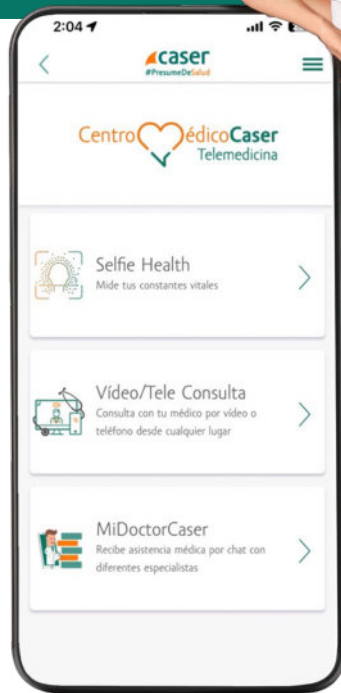 2:04
caser
#PresumeDeSalud
Centro MédicoCaser
Telemedicina
Selfie Health
Mide tus constantes vitales
Vídeo/Tele Consulta
Consulta con tu médico por vídeo o
teléfono desde cualquier lugar
MiDoctorCaser
Recibe asistencia médica por chat con
diferentes especialistas